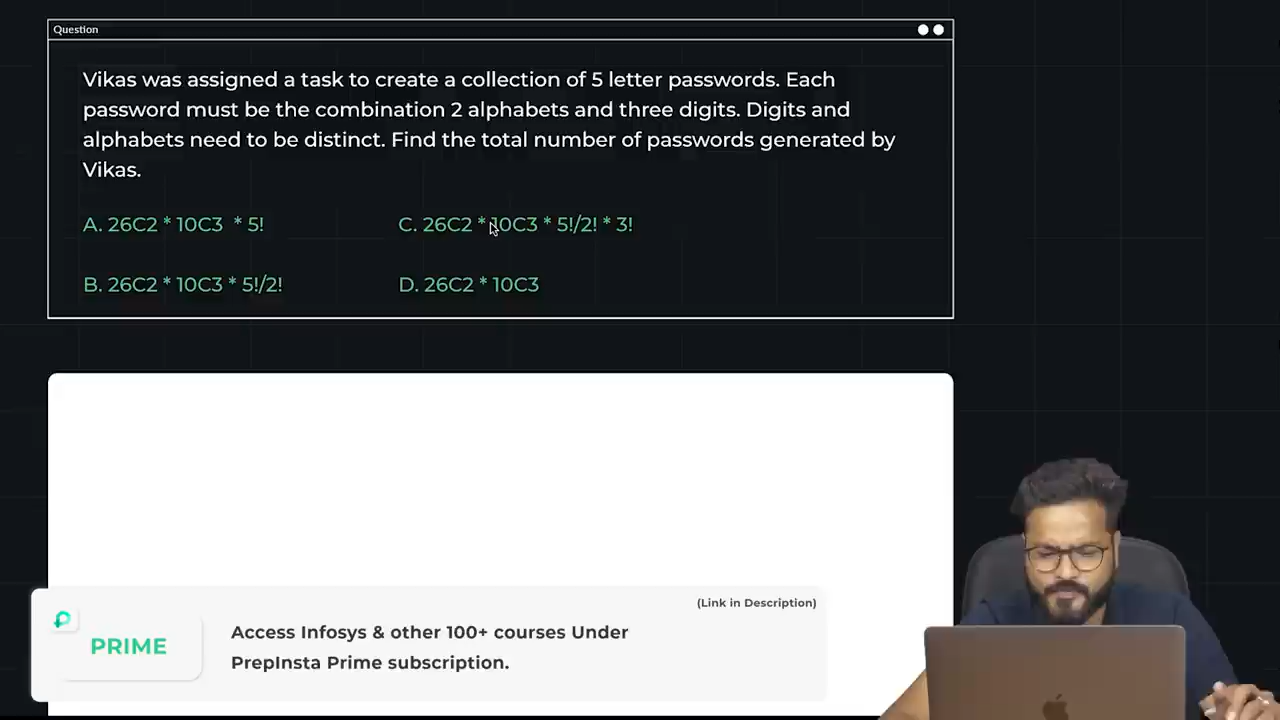 Question
Vikas was assigned a task to create a collection of 5 letter passwords. Each
password must be the combination 2 alphabets and three digits. Digits and
alphabets need to be distinct. Find the total number of passwords generated by
Vikas.
A. 26C2 * 10C3 * 5!
C. 26C2 * 10C3 * 5!/2! * 3!
B. 26C2 * 10C3 * 5!/2!
D. 26C2 * 10C3
(Link in Description)
PRIME
Access Infosys & other 100+ courses Under
PrepInsta Prime subscription.